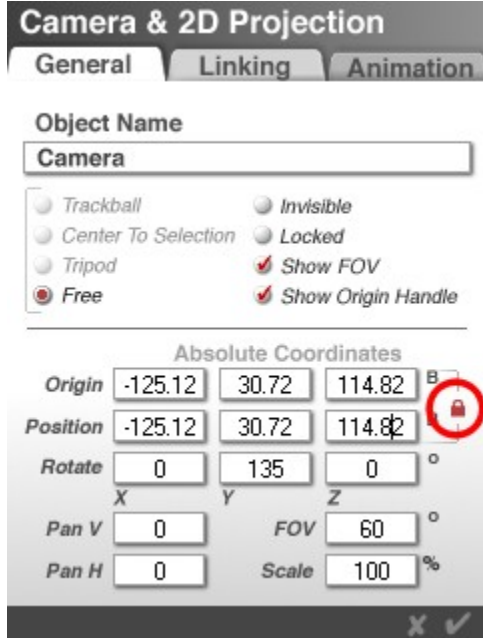 Camera & 2D Projection
General Linking Animation
Object Name
Camera
Trackball Invisible
Center To Selection Locked
Tripod Show FOV
Free Show Origin Handle
Absolute Coordinates
Origin -125.12 30.72 114.82 B
Position -125.12 30.72 114.82
Rotate 0 135 0 °
X Y Z
Pan V 0 FOV 60 °
Pan H 0 Scale 100 %